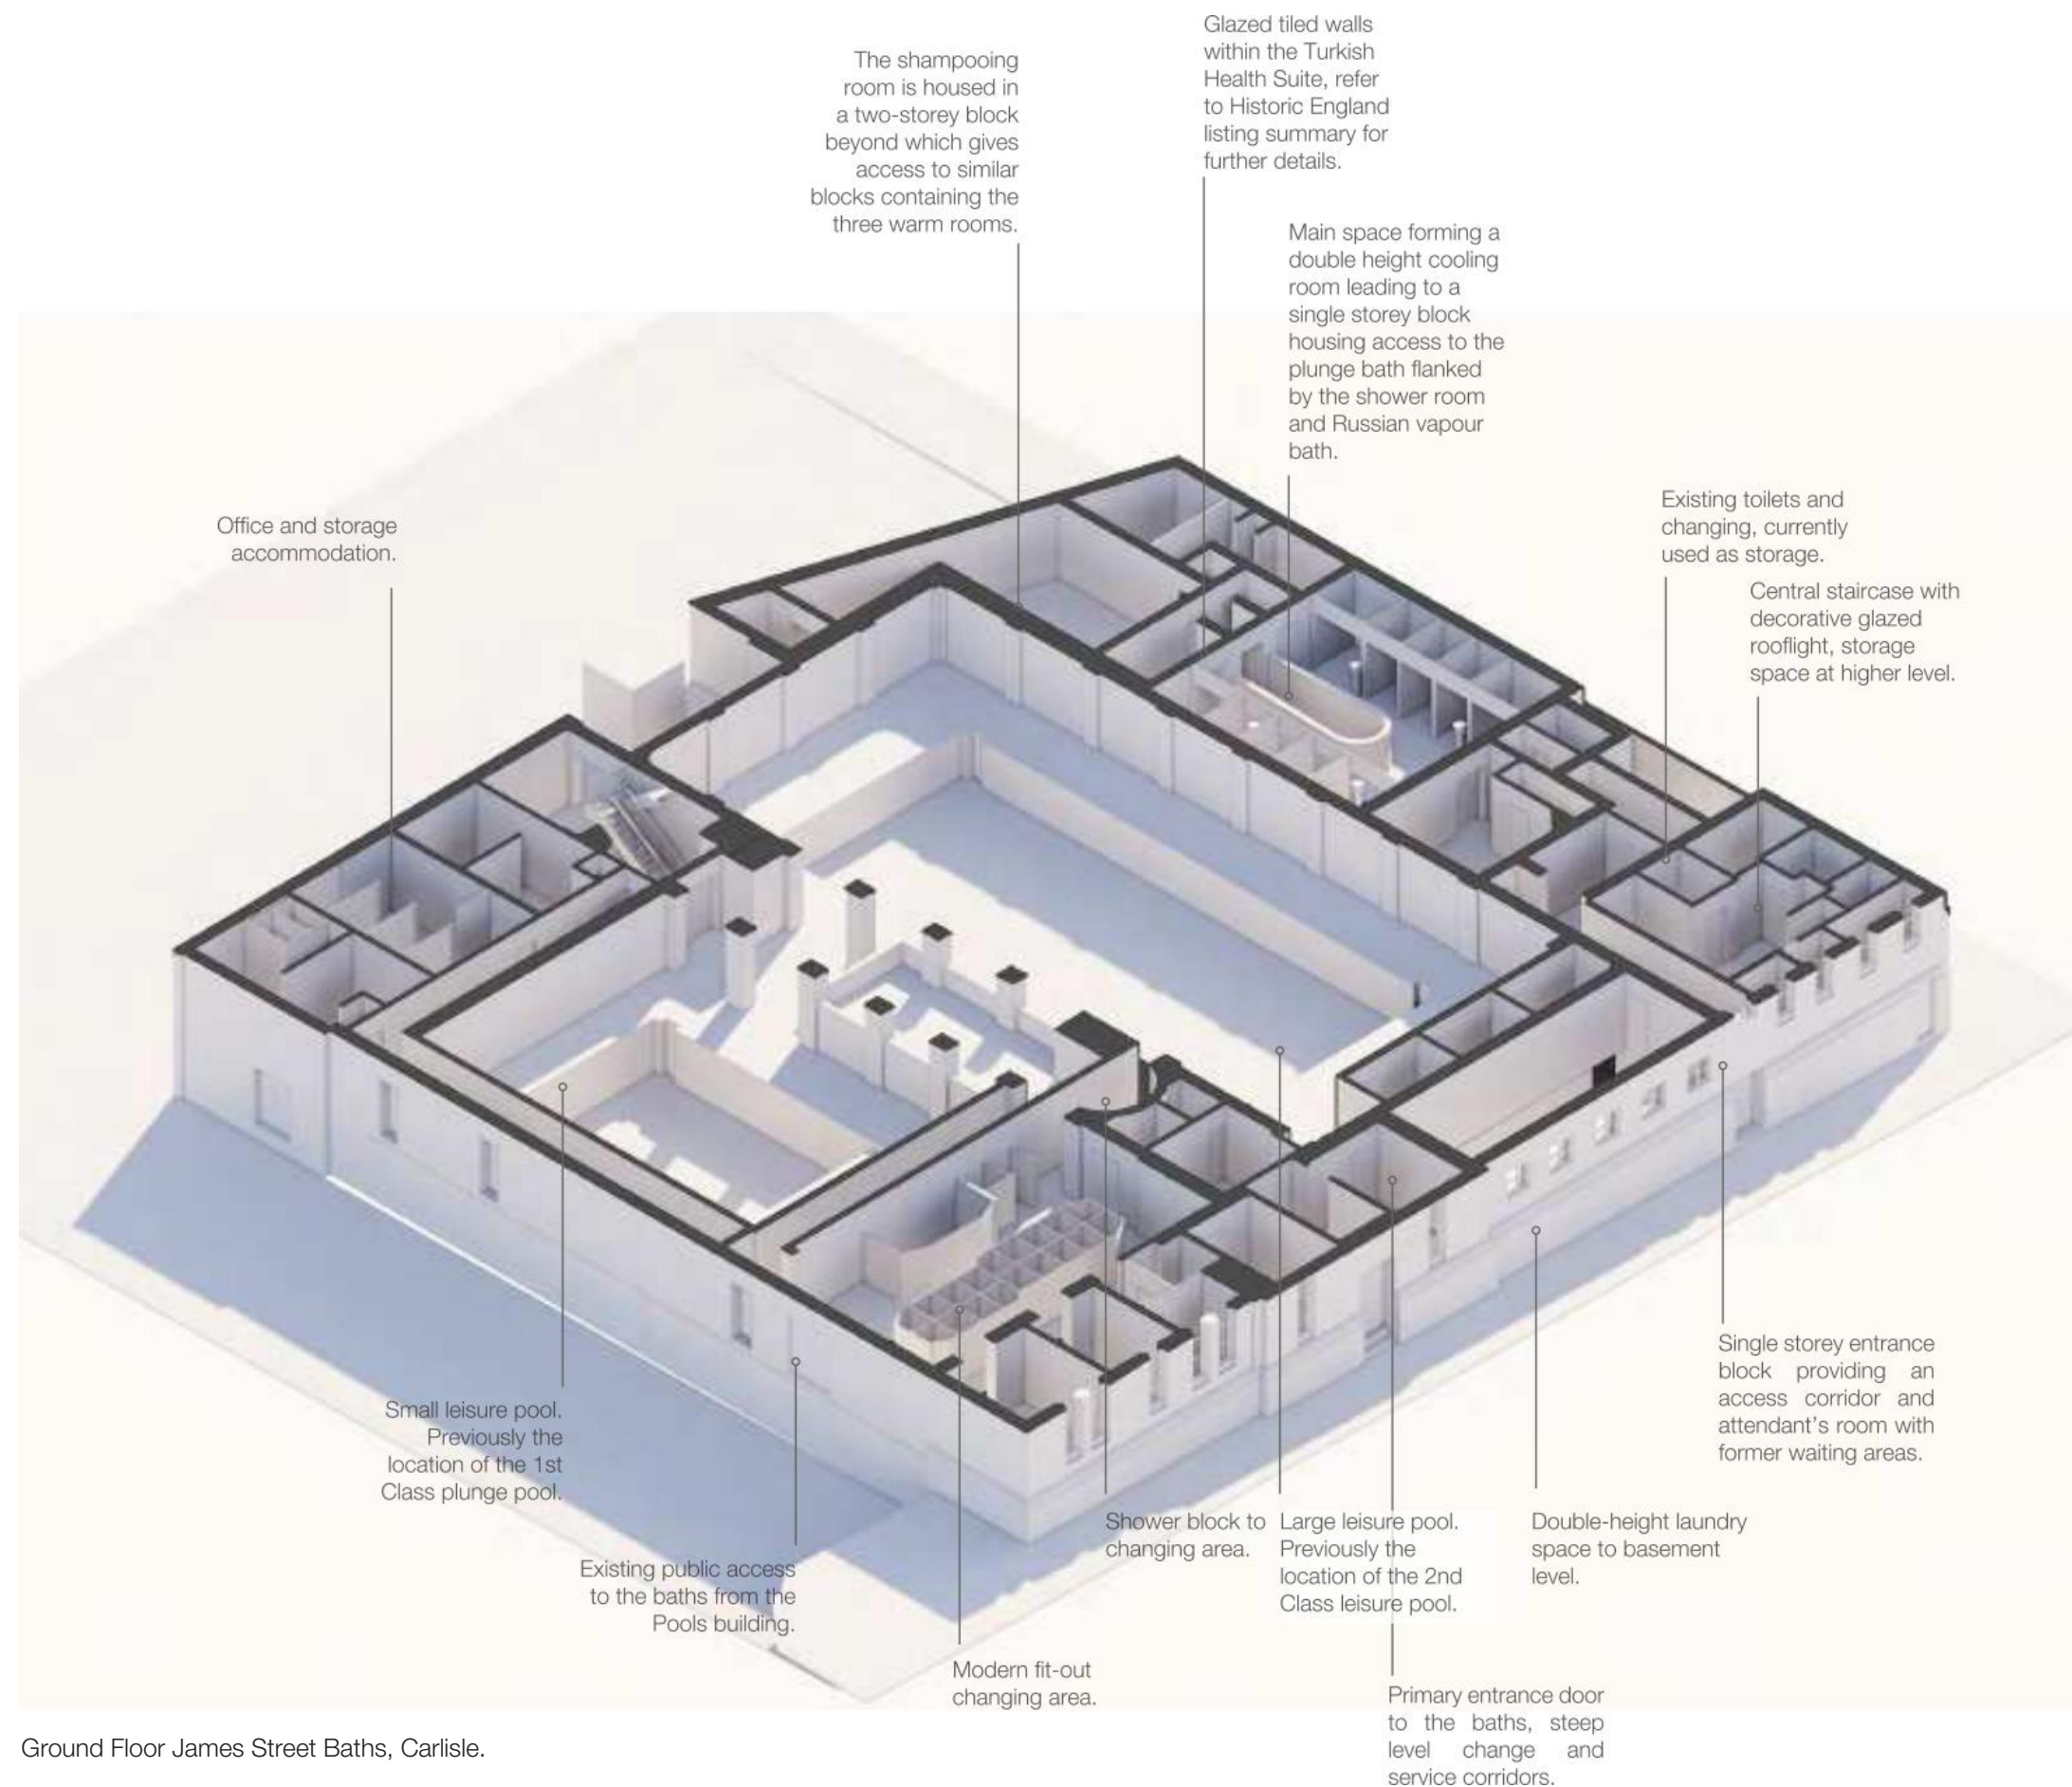 Glazed tiled walls
within the Turkish
Health Suite, refer
to Historic England
listing summary for
further details.
The shampooing
room is housed in
a two-storey block
beyond which gives
access to similar
blocks containing the
three warm rooms.
Main space forming a
double height cooling
room leading to a
single storey block
housing access to the
plunge bath flanked
by the shower room
and Russian vapour
bath.
Office and storage
accommodation.
Existing toilets and
changing, currently
used as storage.
Central staircase with
decorative glazed
rooflight, storage
space at higher level.
Small leisure pool.
Previously the
location of the 1st
Class plunge pool.
Existing public access
to the baths from the
Pools building.
Modern fit-out
changing area.
Shower block to
changing area.
Large leisure pool.
Previously the
location of the 2nd
Class leisure pool.
Primary entrance door
to the baths, steep
level change and
service corridors.
Double-height laundry
space to basement
level.
Single storey entrance
block providing an
access corridor and
attendant's room with
former waiting areas.
Ground Floor James Street Baths, Carlisle.